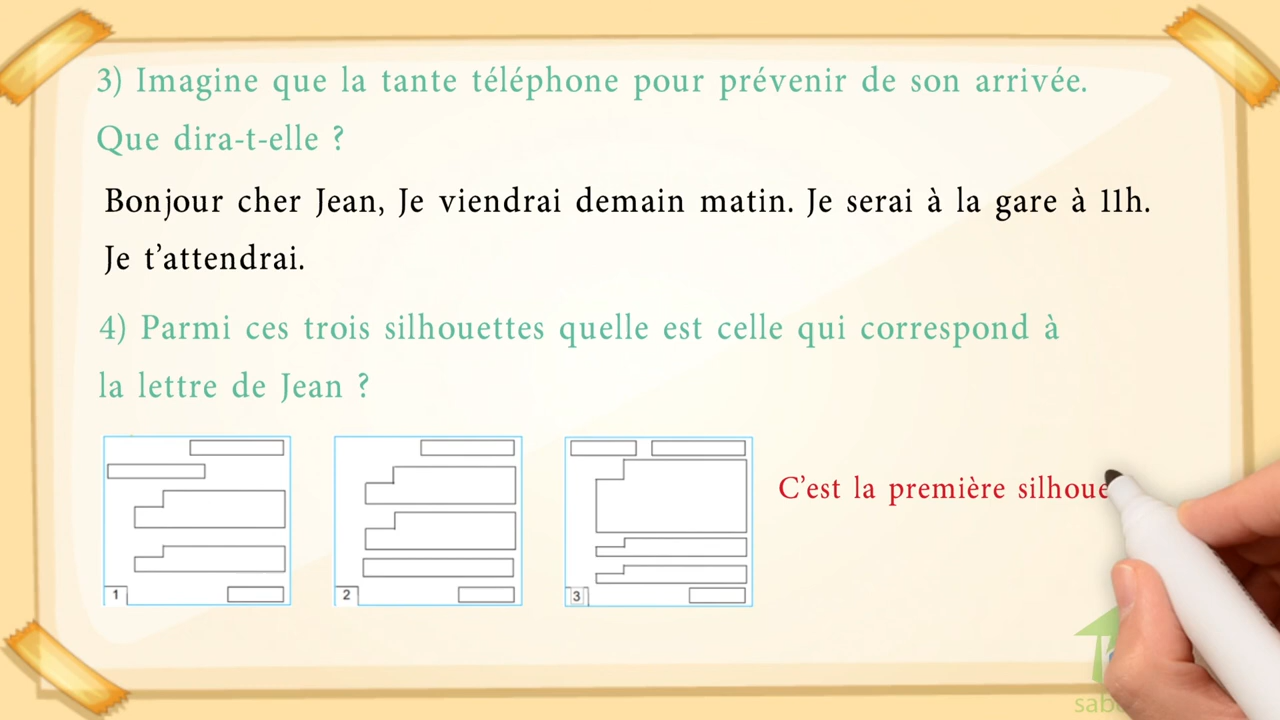 3) Imagine que la tante téléphone pour prévenir de son arrivée.
Que dira-t-elle ?
Bonjour cher Jean, Je viendrai demain matin. Je serai à la gare à 11h.
Je t’attendrai.
4) Parmi ces trois silhouettes quelle est celle qui correspond à
la lettre de Jean ?
1
2
3
C’est la première silhoue